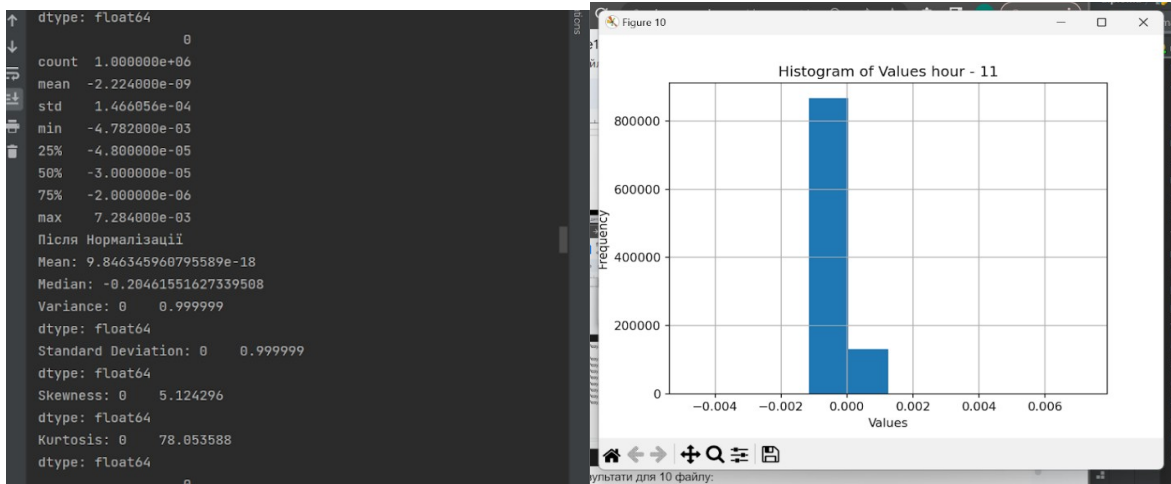 dtype: float64
0
count 1.000000e+06
mean -2.224000e-09
std 1.466056e-04
min -4.782000e-03
25% -4.800000e-05
50% -3.000000e-05
75% -2.000000e-06
max 7.284000e-03
Після Нормалізації
Mean: 9.846345960795589e-18
Median: -0.20461551627339508
Variance: 0 0.999999
dtype: float64
Standard Deviation: 0 0.999999
dtype: float64
Skewness: 0 5.124296
dtype: float64
Kurtosis: 0 78.053588
dtype: float64
0
tions
Figure 10
Histogram of Values hour - 11
800000
600000
400000
200000
0
Frequency
−0.004 −0.002 0.000 0.002 0.004 0.006
Values
ультати для 10 файлу: